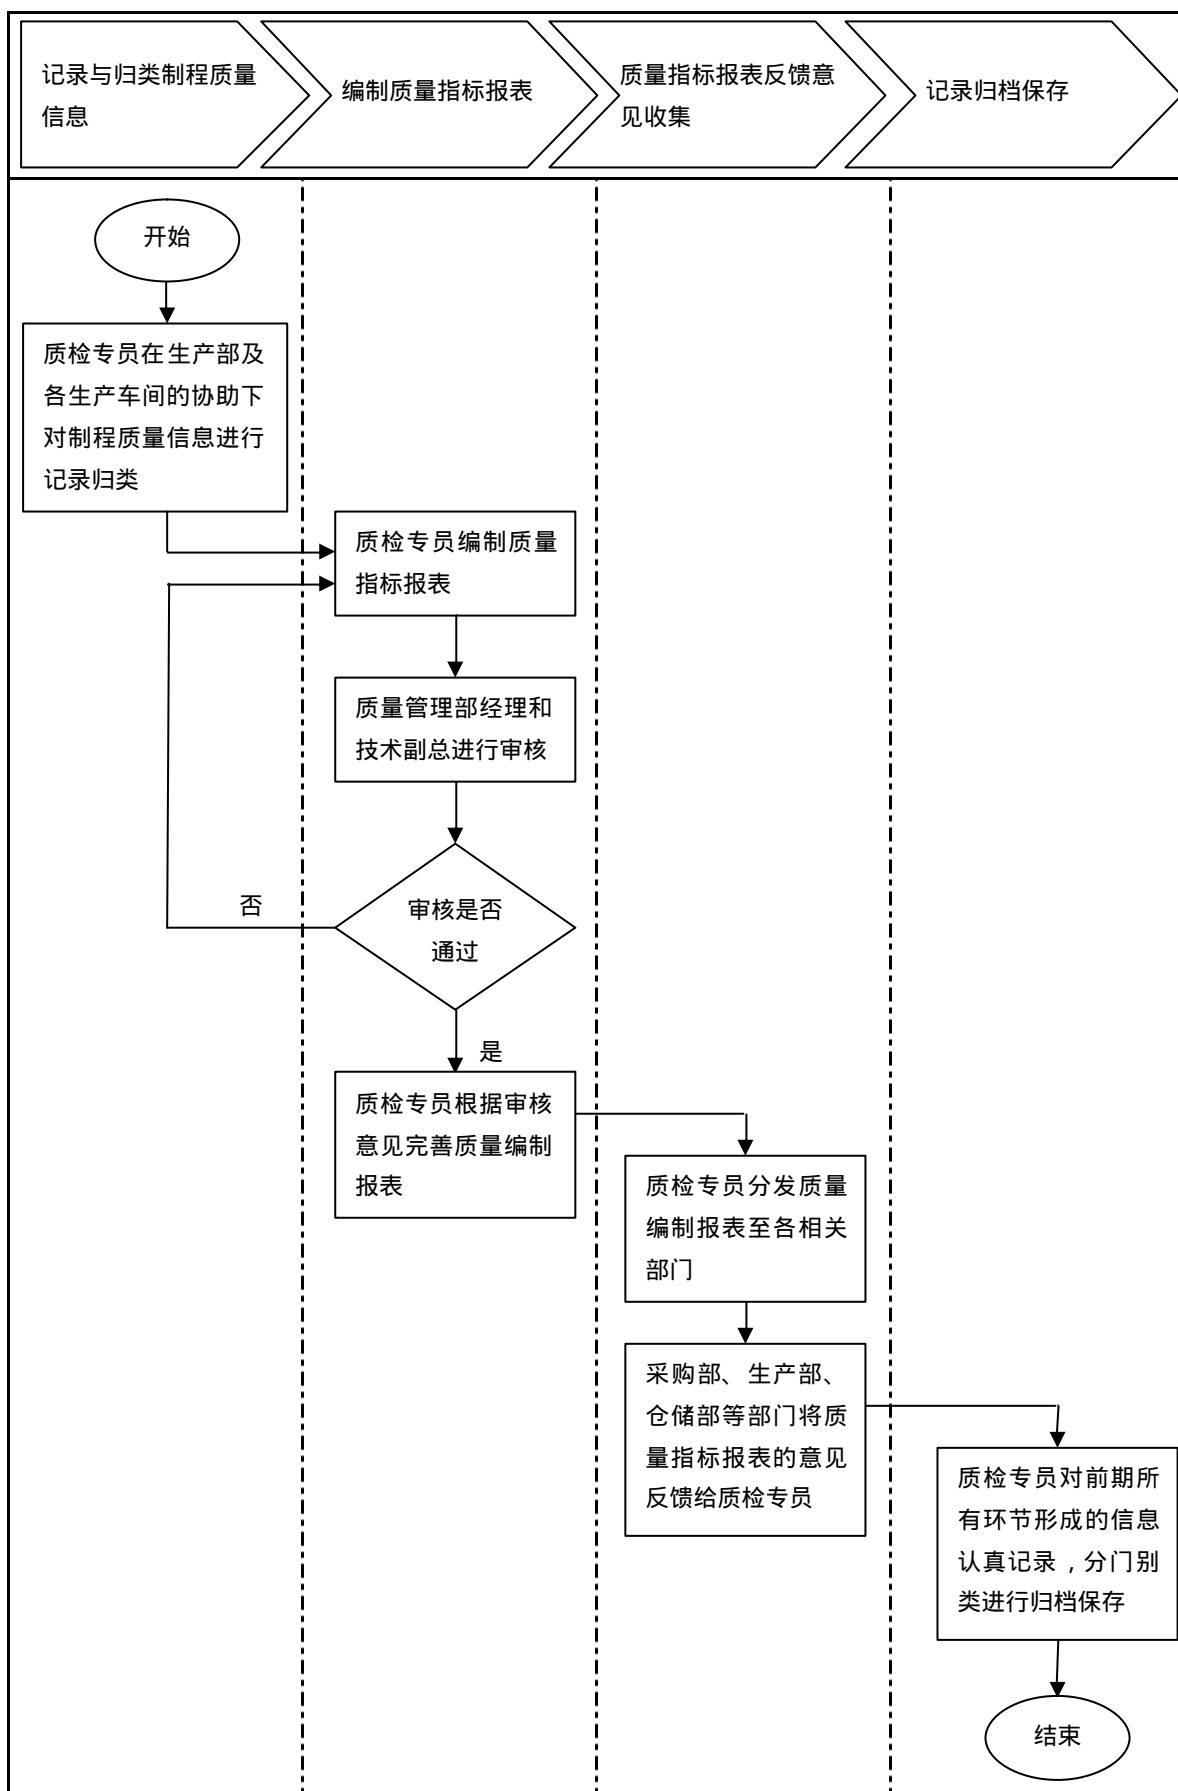 记录与归类制程质量
信息
编制质量指标报表
质量指标报表反馈意
见收集
记录归档保存
开始
质检专员在生产部及
各生产车间的协助下
对制程质量信息进行
记录归类
质检专员编制质量
指标报表
质量管理部经理和
技术副总进行审核
否
审核是否
通过
是
质检专员根据审核
意见完善质量编制
报表
质检专员分发质量
编制报表至各相关
部门
采购部、生产部、
仓储部等部门将质
量指标报表的意见
反馈给质检专员
质检专员对前期所
有环节形成的信息
认真记录，分门别
类进行归档保存
结束